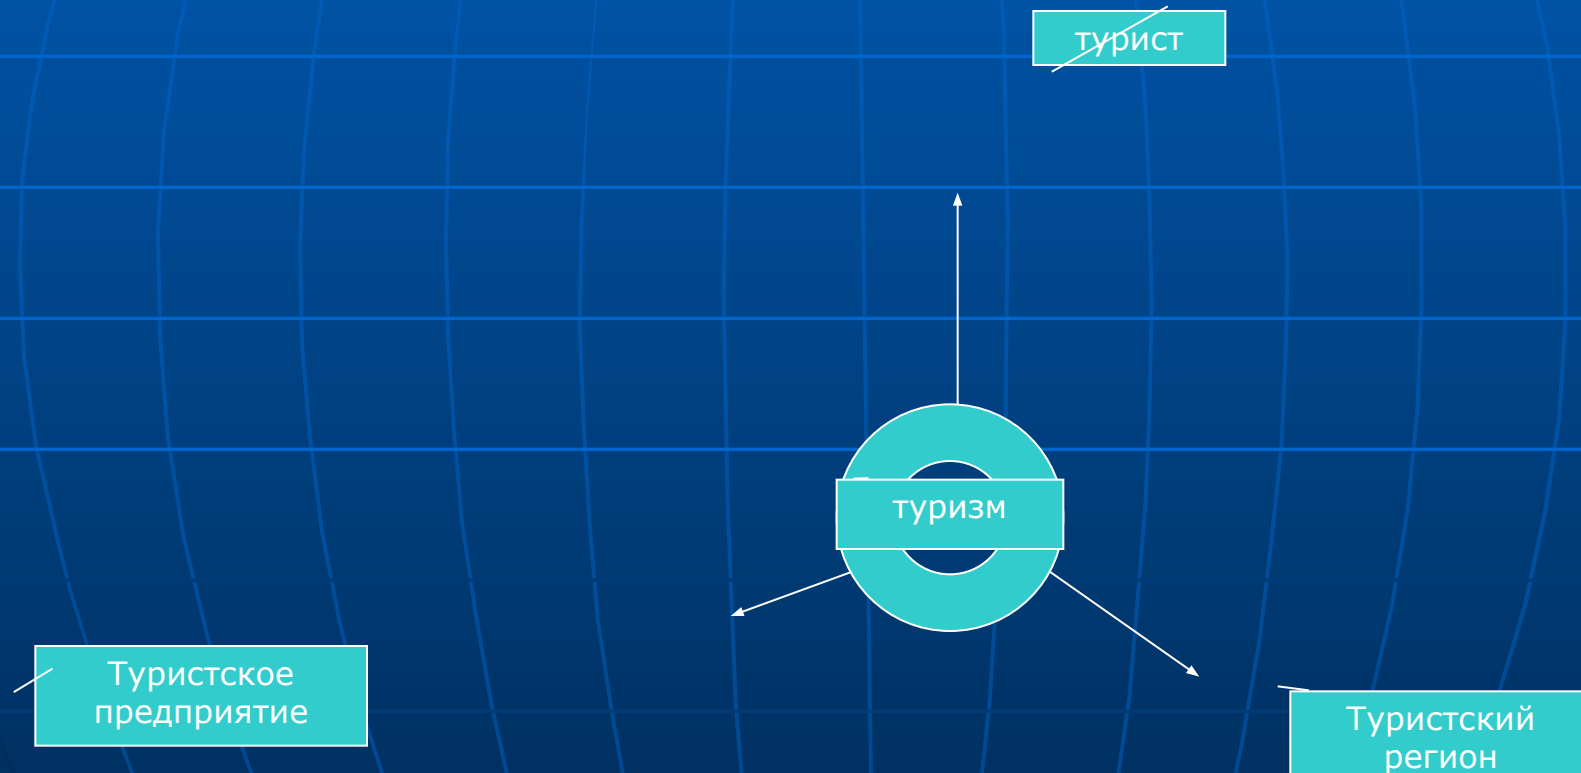 турист
туризм
Туристское
предприятие
Туристский
регион